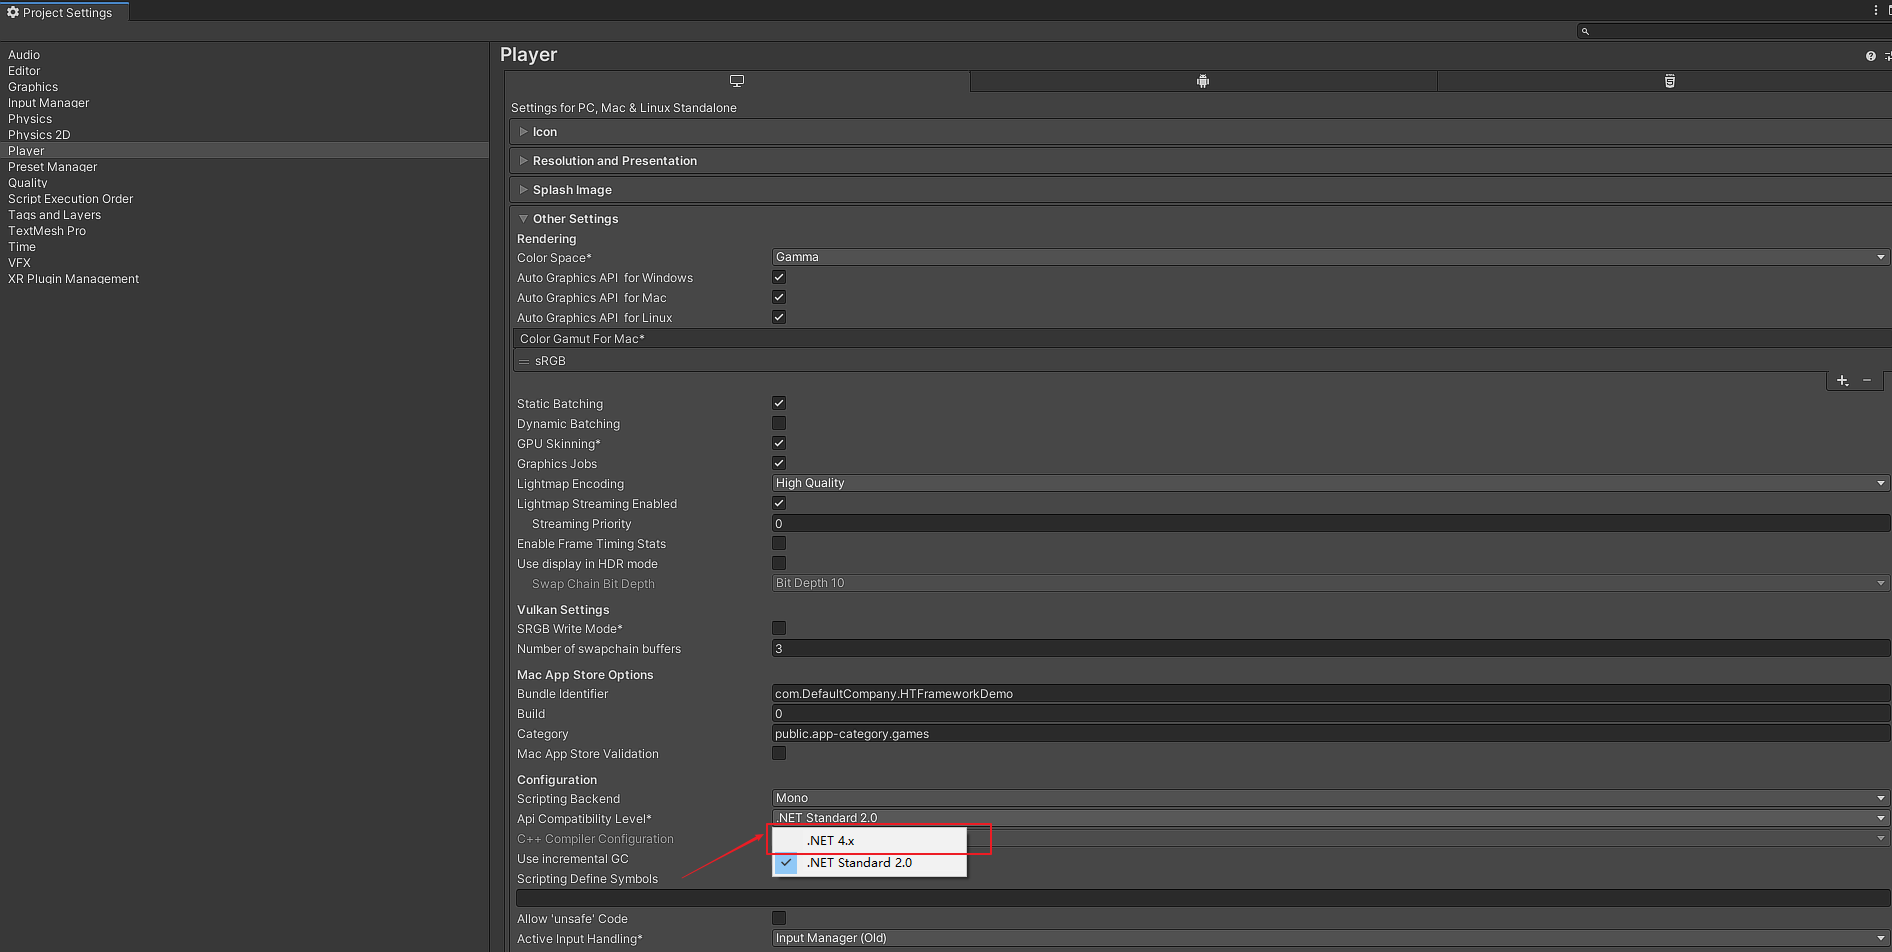 Project Settings
Audio
Editor
Graphics
Input Manager
Physics
Physics 2D
Player
Preset Manager
Quality
Script Execution Order
Tags and Layers
TextMesh Pro
Time
VFX
XR Plugin Management
Player
Settings for PC, Mac & Linux Standalone
Icon
Resolution and Presentation
Splash Image
Other Settings
Rendering
Color Space* Gamma
Auto Graphics API for Windows
Auto Graphics API for Mac
Auto Graphics API for Linux
Color Gamut For Mac*
sRGB
Static Batching
Dynamic Batching
GPU Skinning*
Graphics Jobs
Lightmap Encoding High Quality
Lightmap Streaming Enabled
Streaming Priority 0
Enable Frame Timing Stats
Use display in HDR mode
Swap Chain Bit Depth Bit Depth 10
Vulkan Settings
SRGB Write Mode*
Number of swapchain buffers 3
Mac App Store Options
Bundle Identifier com.DefaultCompany.HTFrameworkDemo
Build 0
Category public.app-category.games
Mac App Store Validation
Configuration
Scripting Backend Mono
Api Compatibility Level* .NET Standard 2.0
C++ Compiler Configuration .NET 4.x
Use incremental GC .NET Standard 2.0
Scripting Define Symbols
Allow 'unsafe' Code
Active Input Handling* Input Manager (Old)